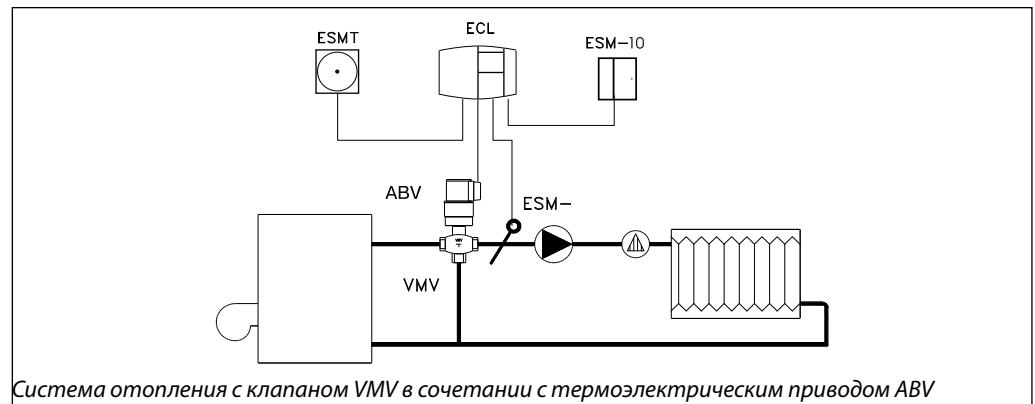 ESMT
ECL
ESM-10
ABV
ESM-
VMV
Система отопления с клапаном VMV в сочетании с термоэлектрическим приводом ABV